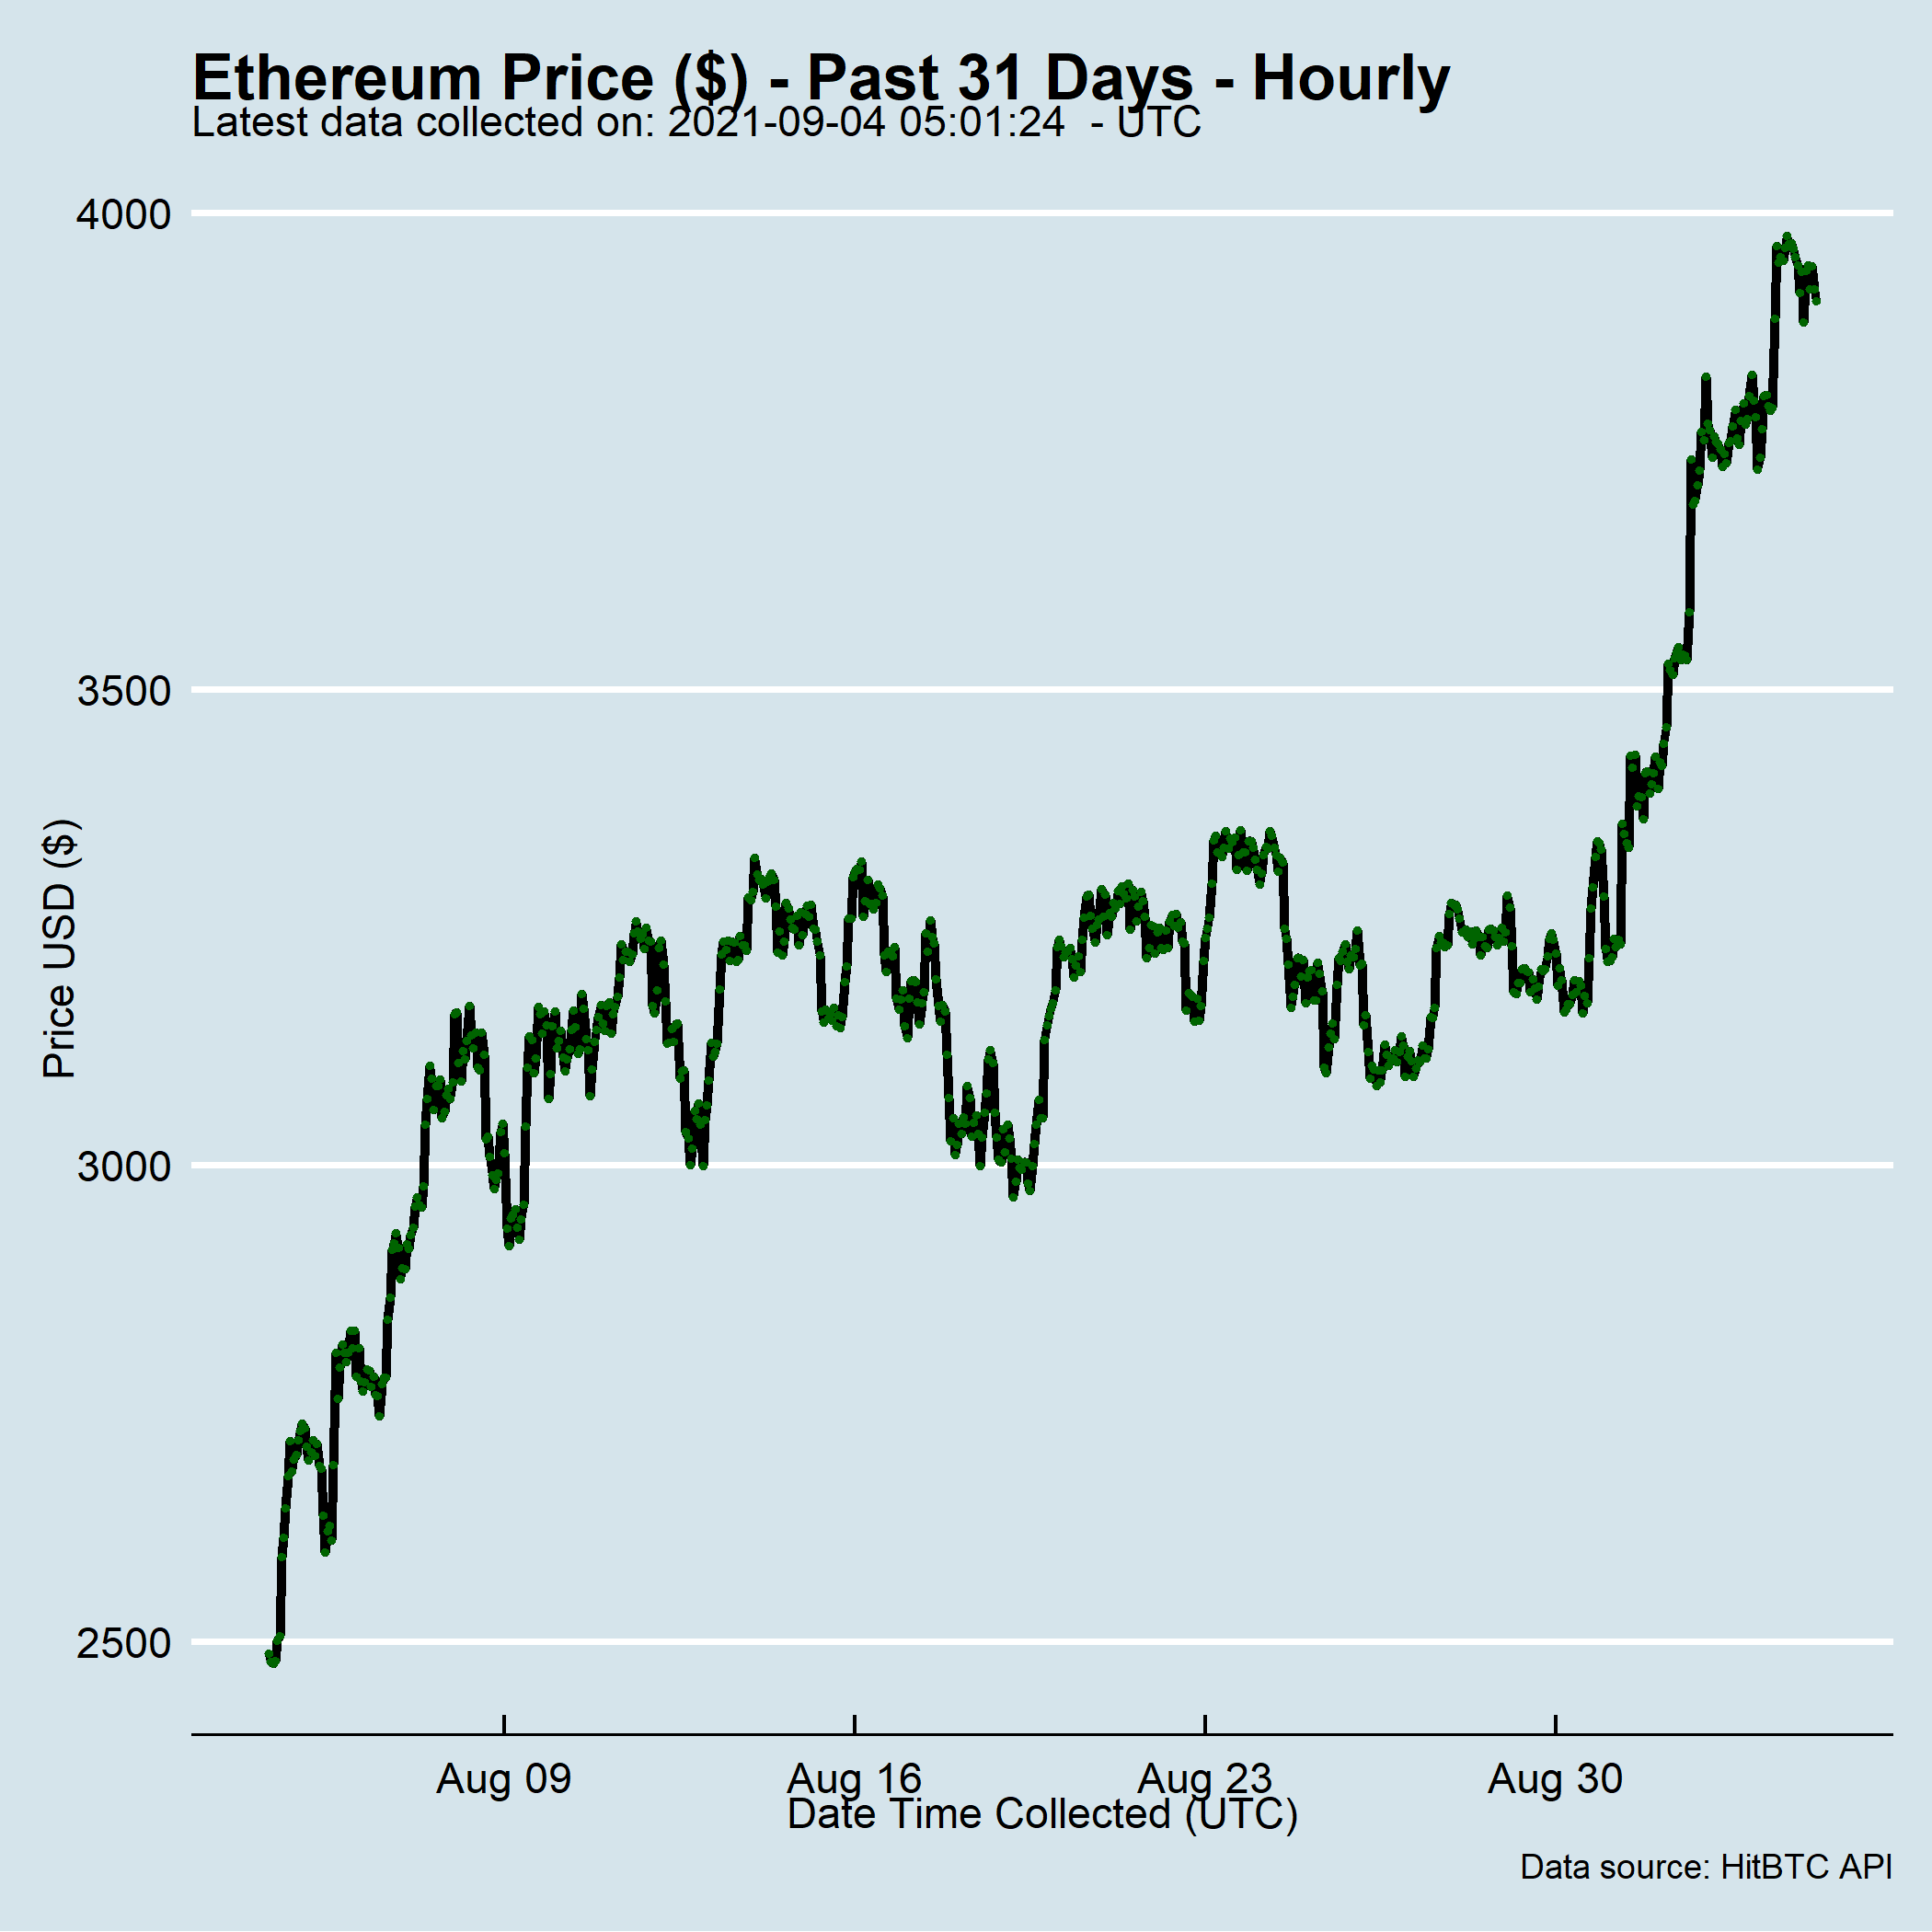 Ethereum Price ($) - Past 31 Days - Hourly
Latest data collected on: 2021-09-04 05:01:24  - UTC
4000
3500
3000
2500
Price USD ($)
Aug 09
Aug 16
Aug 23
Aug 30
Date Time Collected (UTC)
Data source: HitBTC API